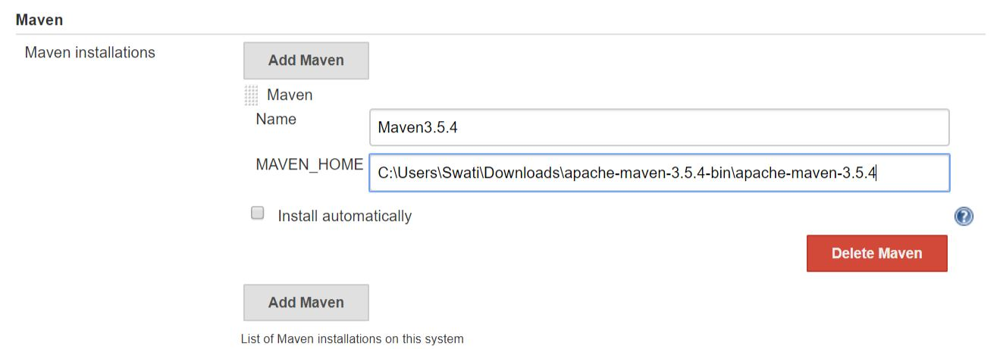 Maven
Maven installations
Add Maven
Maven
Name
Maven3.5.4
MAVEN_HOME
C:\Users\Swati\Downloads\apache-maven-3.5.4-bin\apache-maven-3.5.4
Install automatically
?
Delete Maven
Add Maven
List of Maven installations on this system